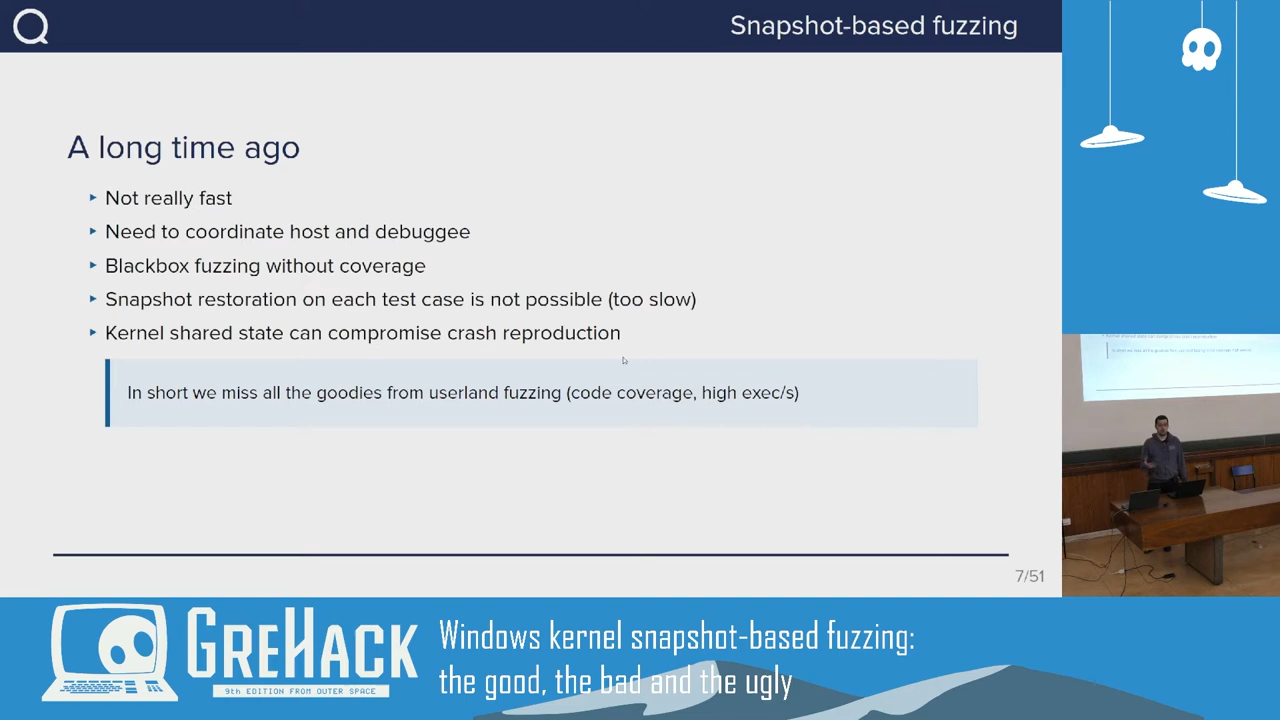 Snapshot-based fuzzing
A long time ago
Not really fast
Need to coordinate host and debuggee
Blackbox fuzzing without coverage
Snapshot restoration on each test case is not possible (too slow)
Kernel shared state can compromise crash reproduction
In short we miss all the goodies from userland fuzzing (code coverage, high exec/s)
7/51
GREHACK
9th EDITION FROM OUTER SPACE
Windows kernel snapshot-based fuzzing:
the good, the bad and the ugly